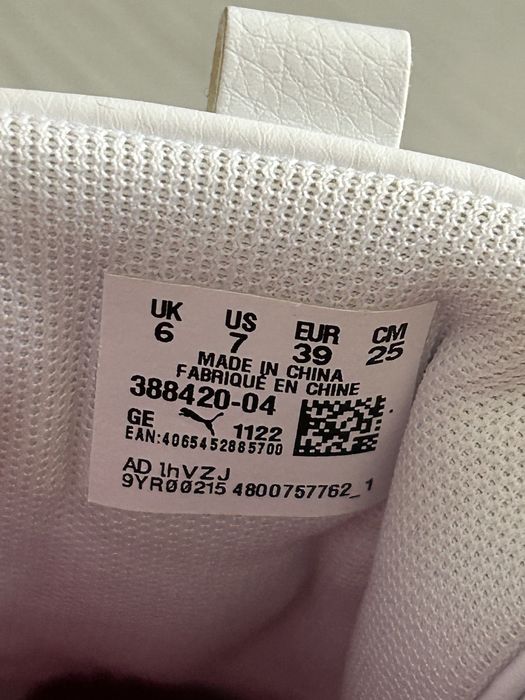 UK US EUR CM
6 7 39 25
MADE IN CHINA
FABRIQUÉ EN CHINE
388420-04
GE 1122
EAN:4065452885700
AD 1hVZJ
9YR00215 4800757762_1